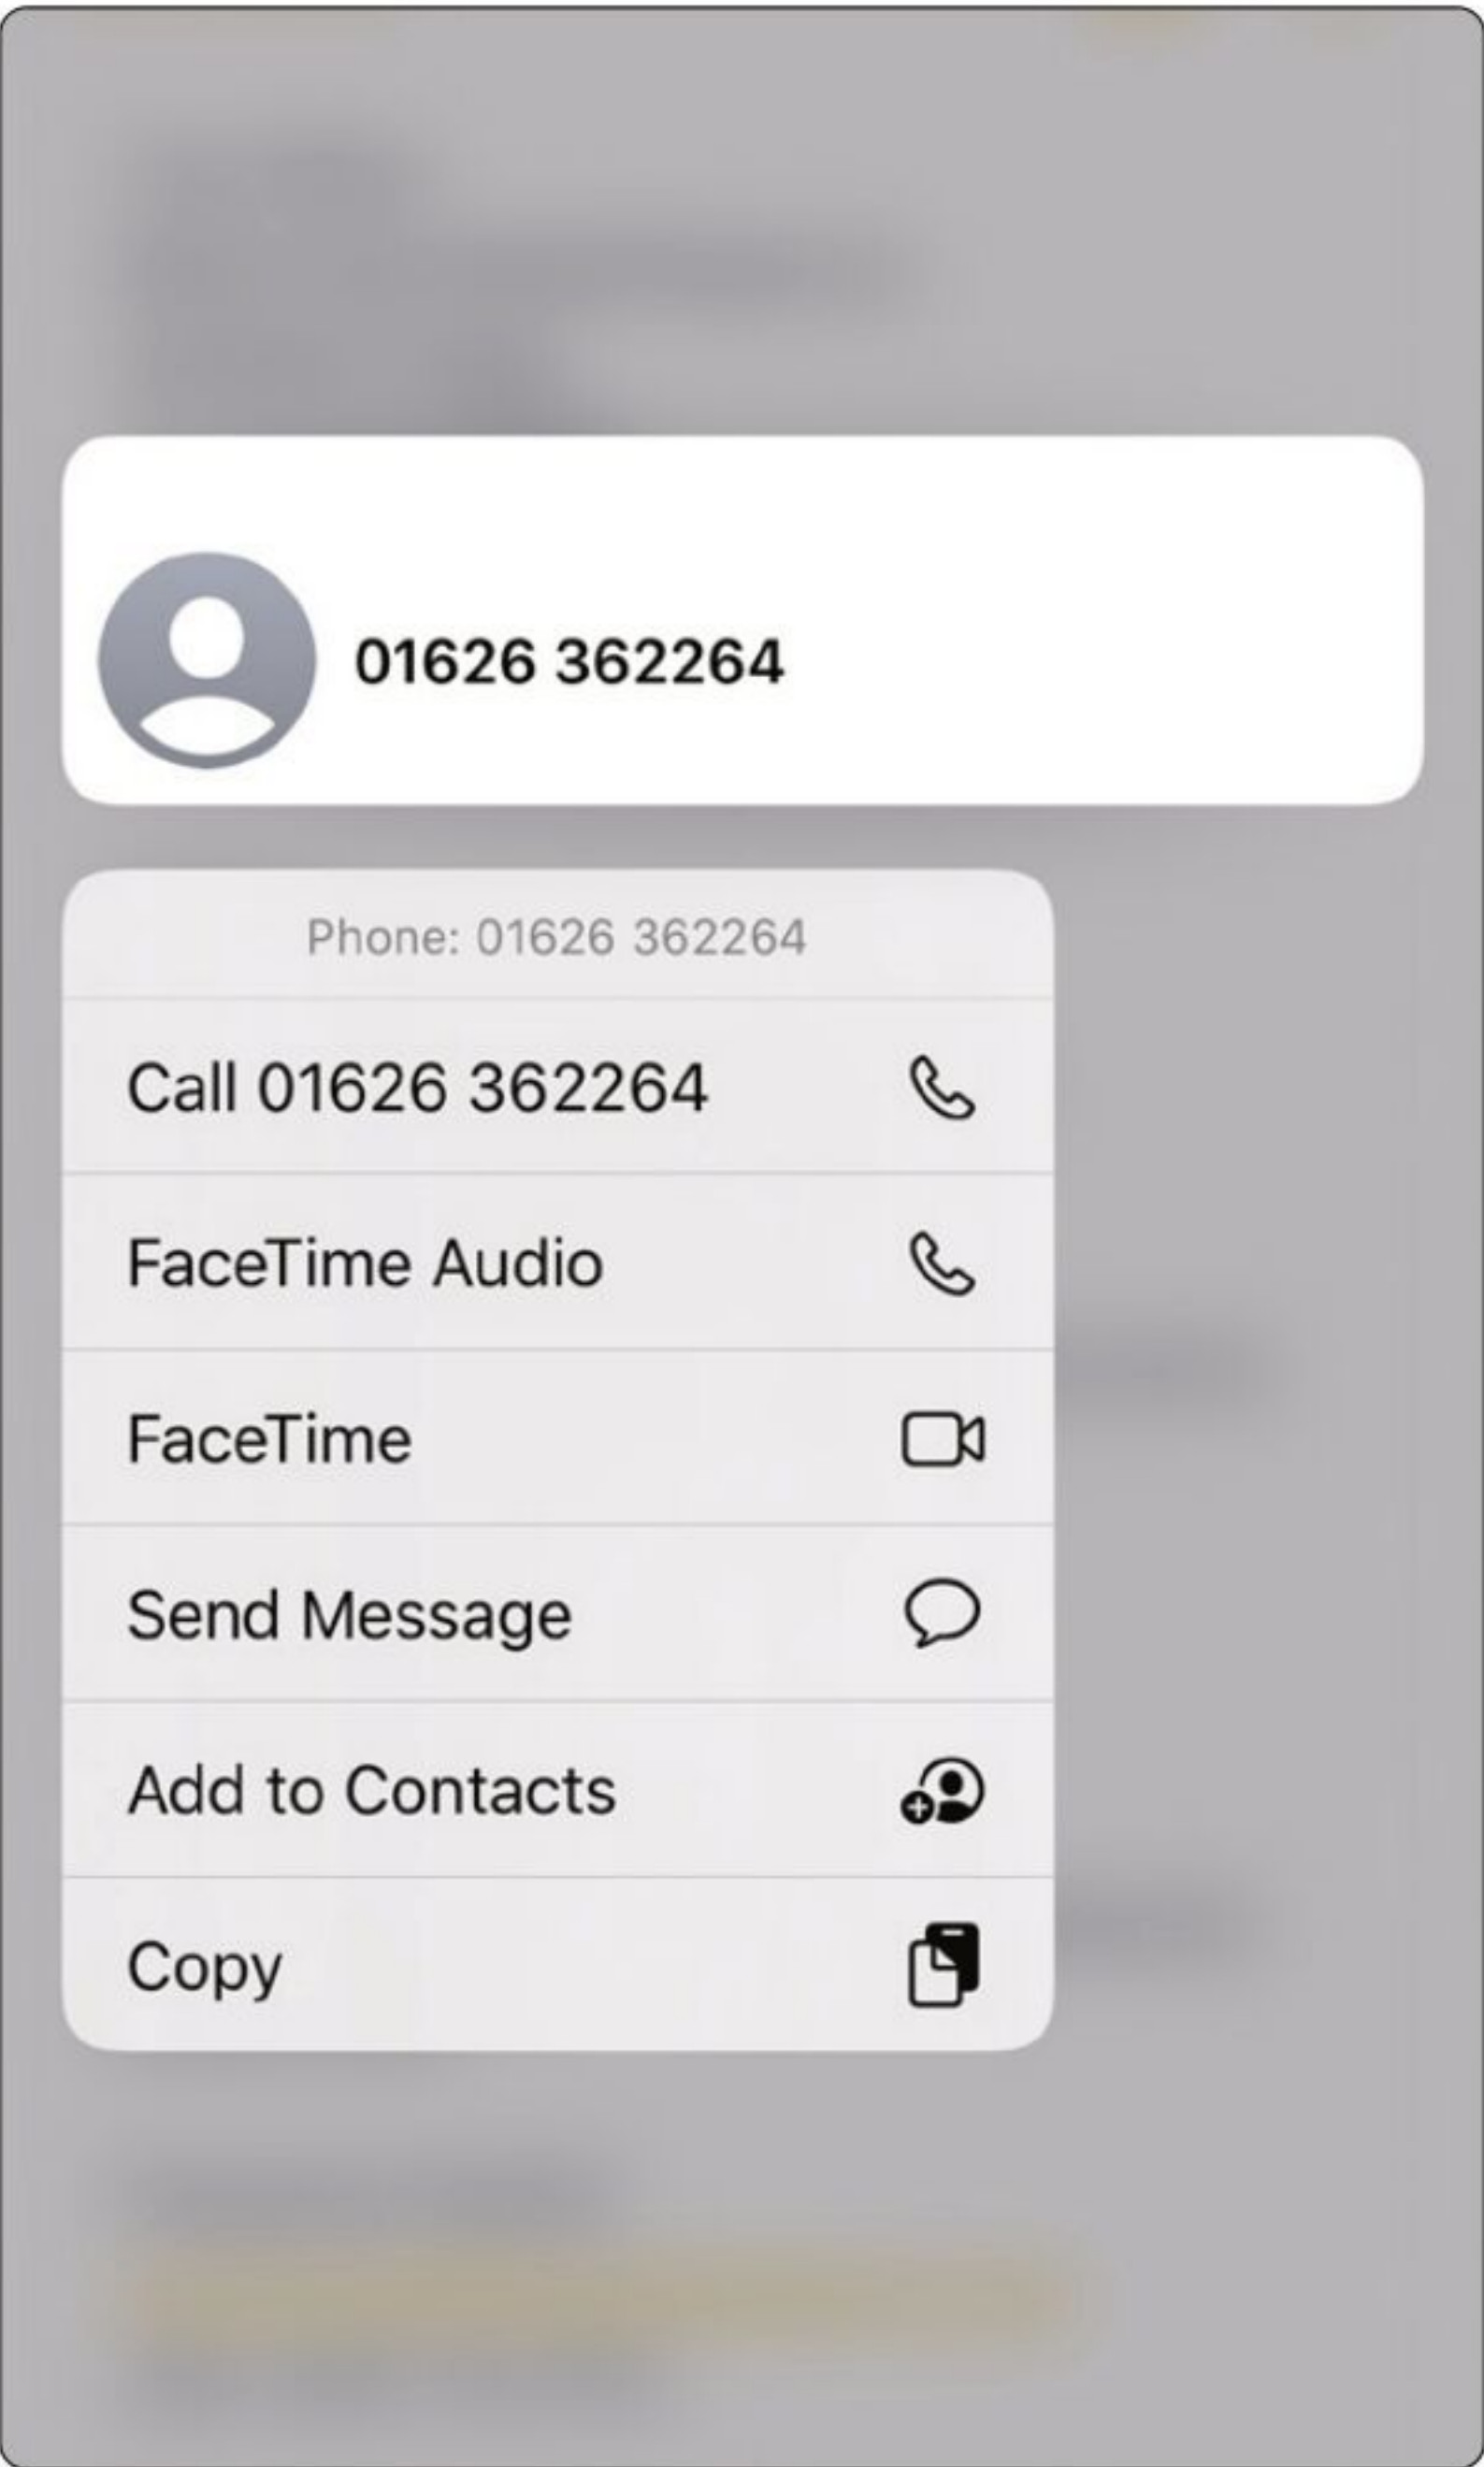 01626 362264
Phone: 01626 362264
Call 01626 362264
FaceTime Audio
FaceTime
Send Message
Add to Contacts
Copy